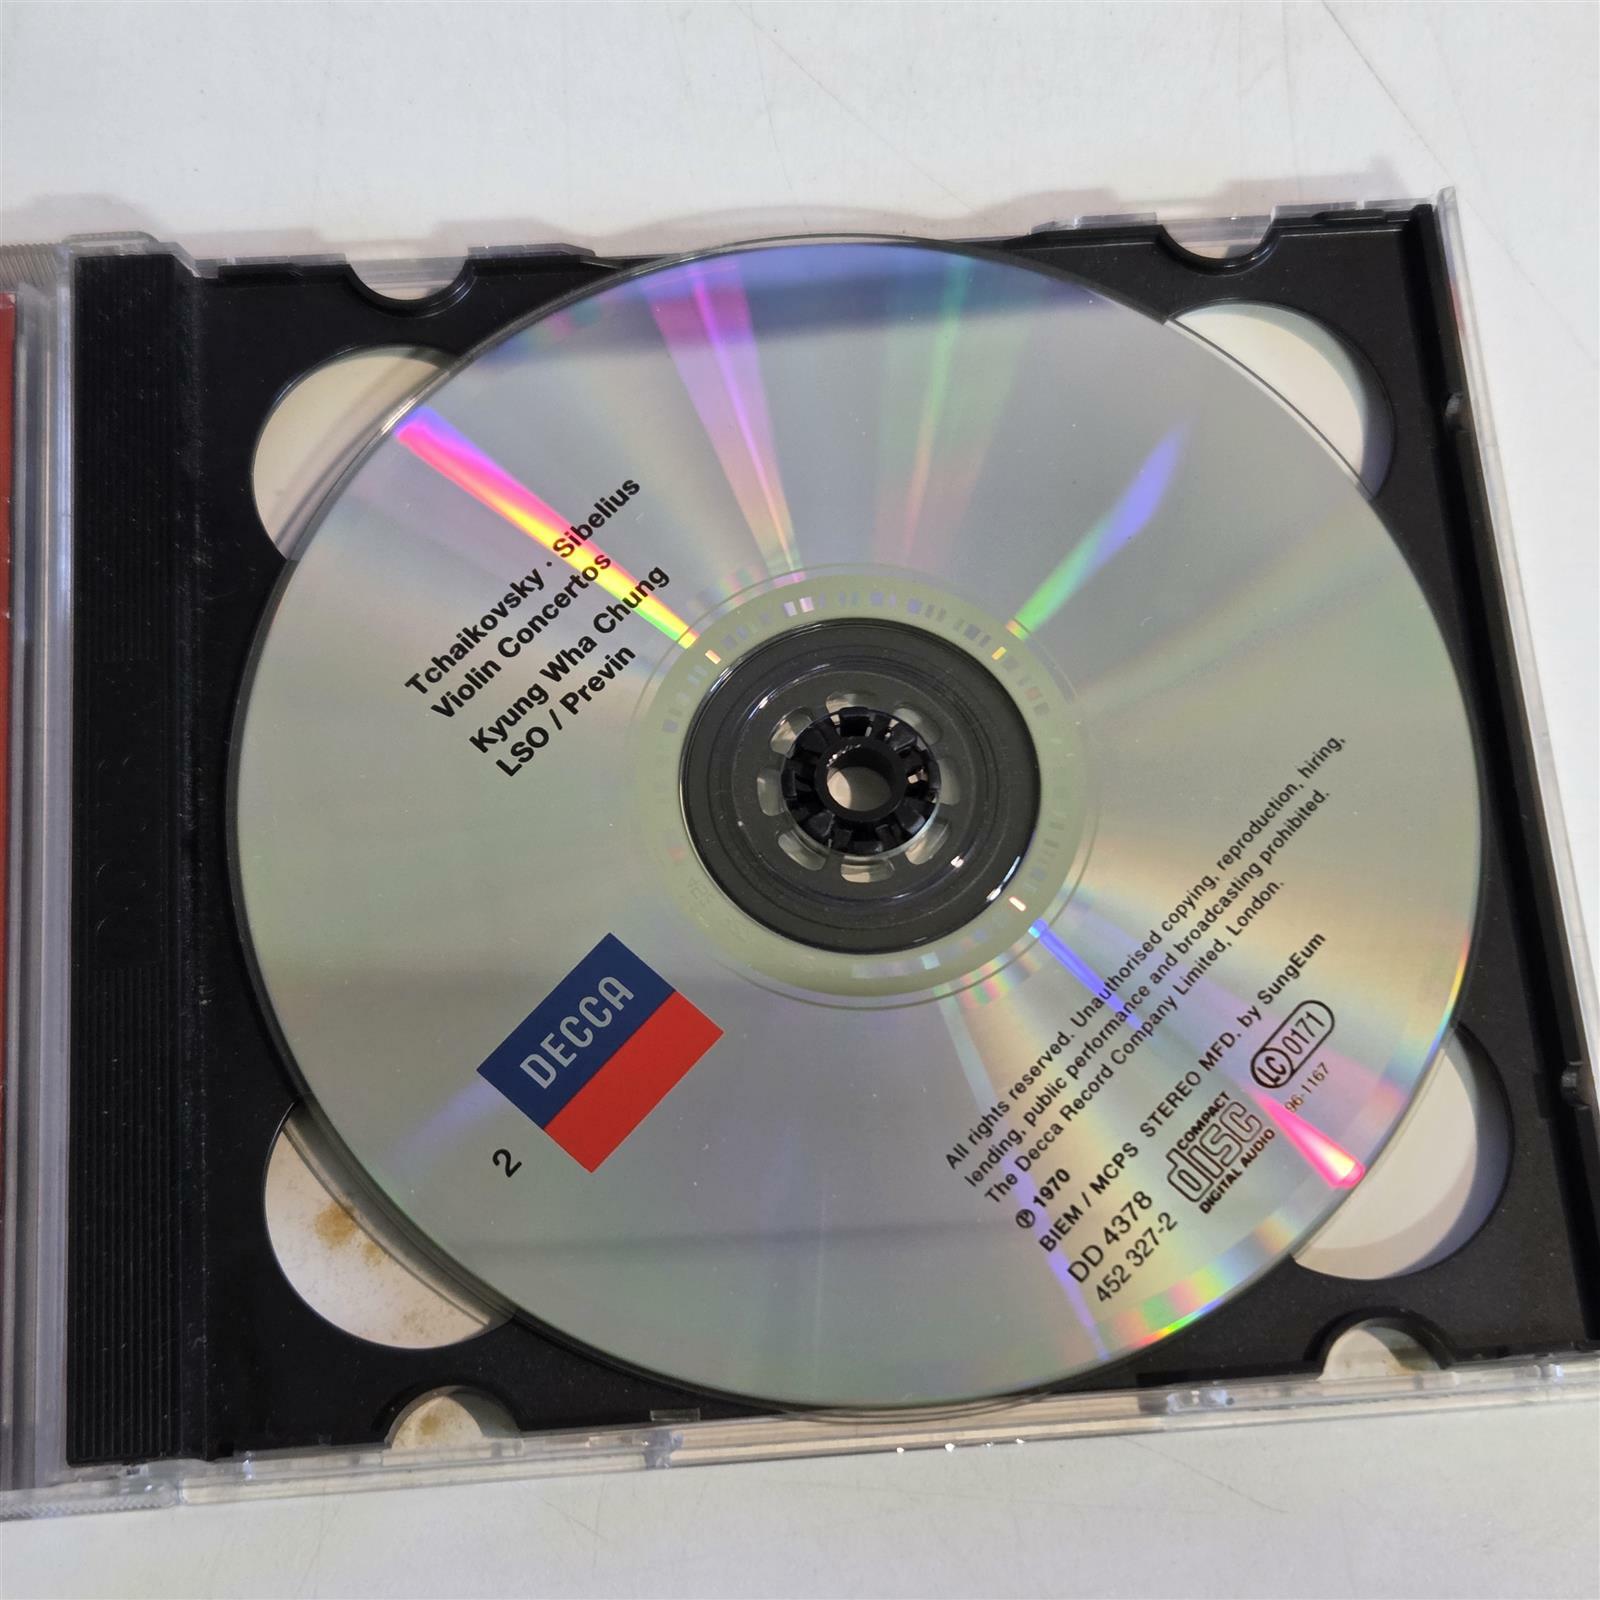 Tchaikovsky · Sibelius
Violin Concertos
Kyung Wha Chung
LSO / Previn
DECCA
2
All rights reserved. Unauthorised copying, reproduction, hiring,
lending, public performance and broadcasting prohibited.
The Decca Record Company Limited, London.
℗ 1970
BIEM / MCPS STEREO MFD. by SungEum
DD 4378
452 327-2
COMPACT
disc
DIGITAL AUDIO
LC 0171
96-1167